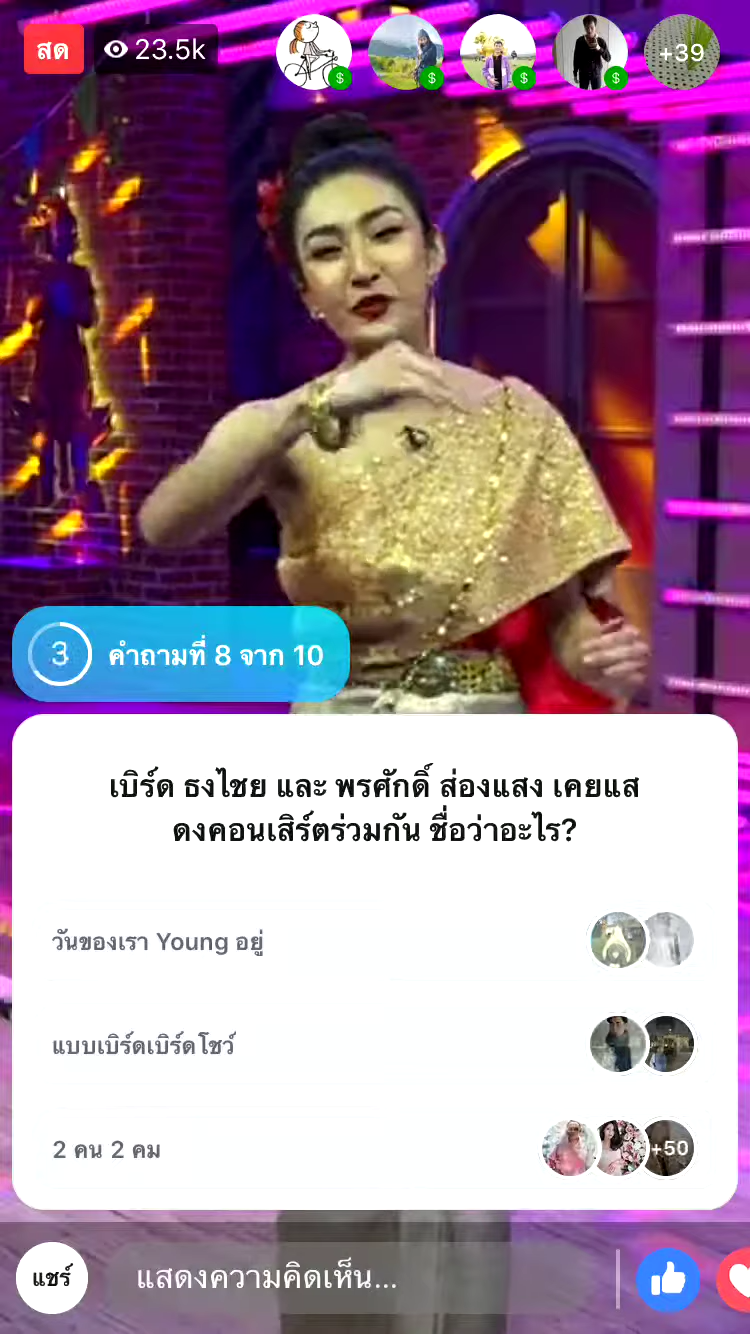 สด
23.5k
+39
3
คำถามที่ 8 จาก 10
เบิร์ด ธงไชย และ พรศักดิ์ ส่องแสง เคยแส
ดงคอนเสิร์ตร่วมกัน ชื่อว่าอะไร?
วันของเรา Young อยู่
แบบเบิร์ดเบิร์ดโชว์
2 คน 2 คม
+50
แชร์
แสดงความคิดเห็น...